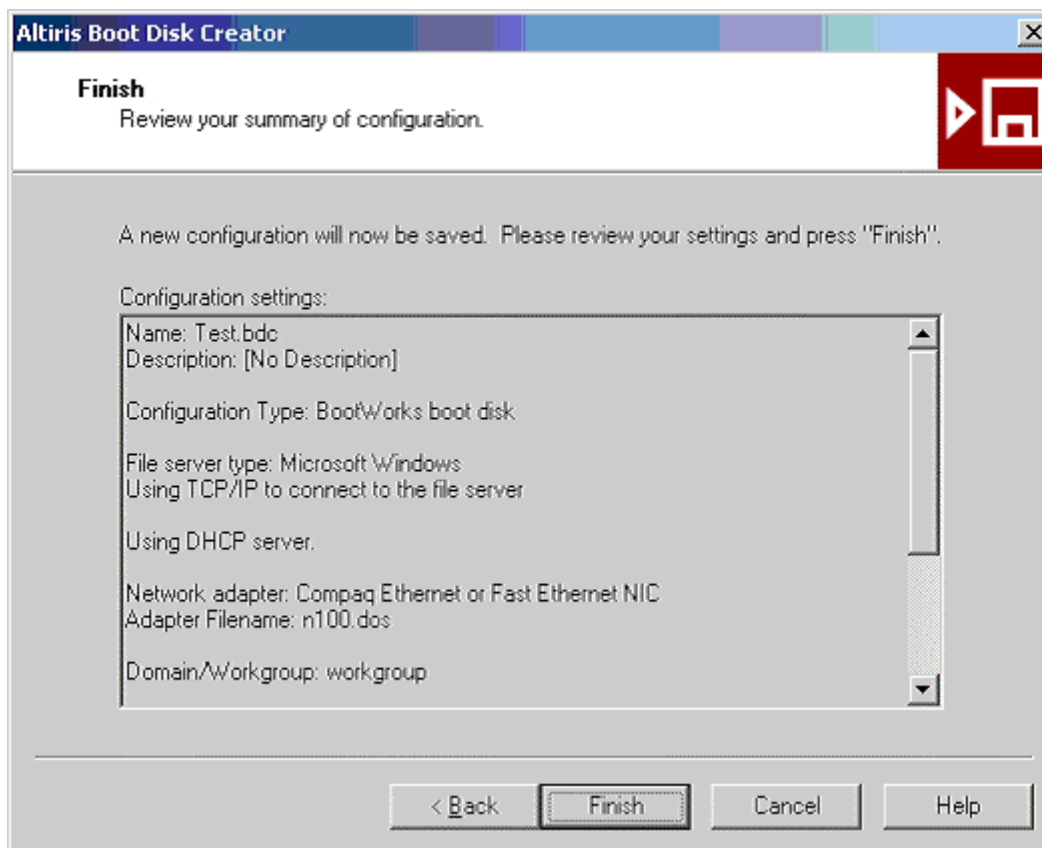 Altiris Boot Disk Creator
Finish
Review your summary of configuration.
A new configuration will now be saved. Please review your settings and press "Finish".
Configuration settings:
Name: Test.bdc
Description: [No Description]
Configuration Type: BootWorks boot disk
File server type: Microsoft Windows
Using TCP/IP to connect to the file server
Using DHCP server.
Network adapter: Compaq Ethernet or Fast Ethernet NIC
Adapter Filename: n100.dos
Domain/Workgroup: workgroup
< Back Finish Cancel Help